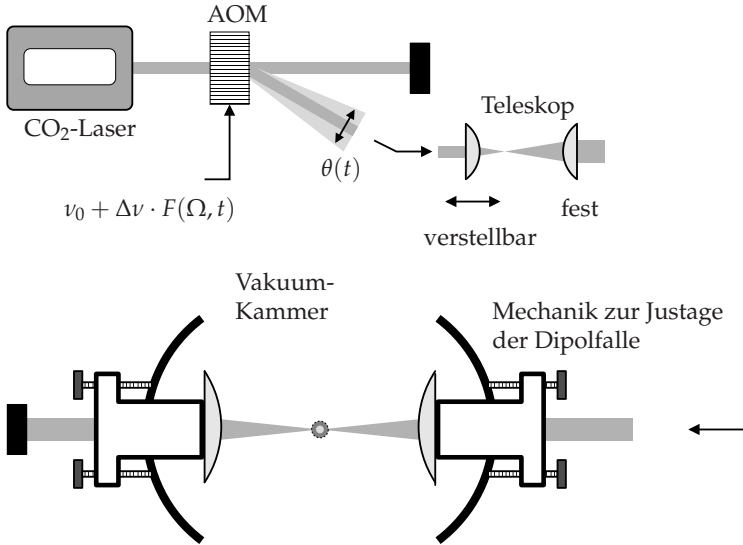 AOM
CO₂-Laser
Teleskop
θ(t)
ν₀ + Δν · F(Ω, t)
fest
verstellbar
Vakuum-
Kammer
Mechanik zur Justage
der Dipolfalle